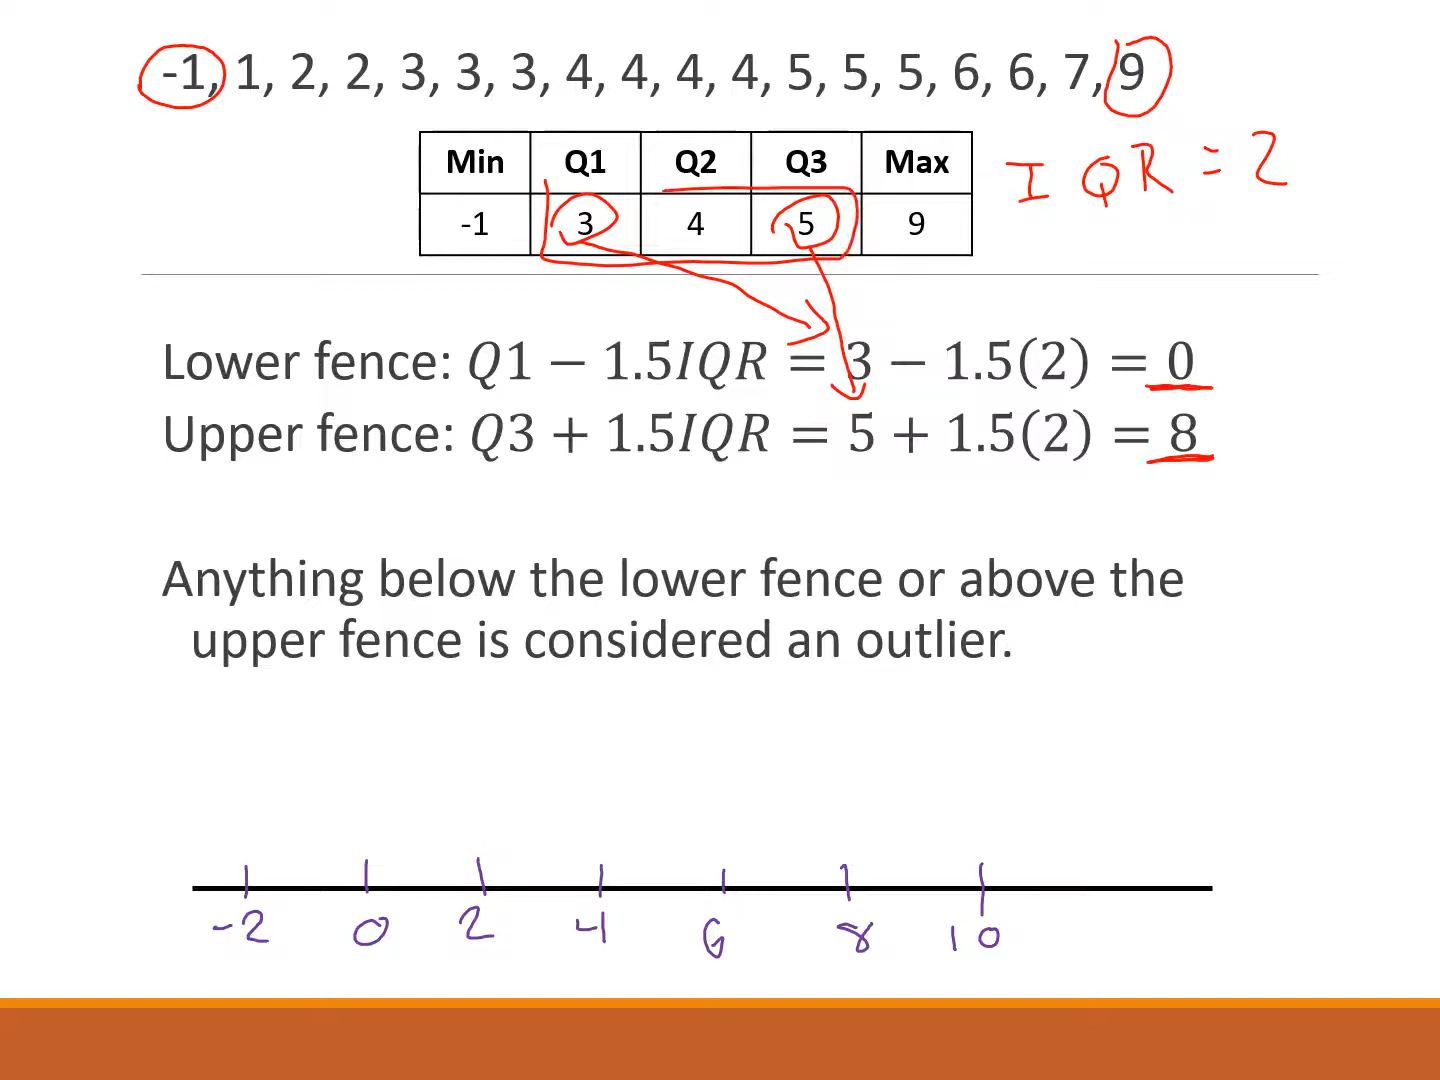 -1, 1, 2, 2, 3, 3, 3, 4, 4, 4, 4, 5, 5, 5, 6, 6, 7, 9
Min Q1 Q2 Q3 Max
-1 3 4 5 9
IQR = 2
Lower fence: Q1 − 1.5IQR = 3 − 1.5(2) = 0
Upper fence: Q3 + 1.5IQR = 5 + 1.5(2) = 8
Anything below the lower fence or above the
upper fence is considered an outlier.
-2 0 2 4 6 8 10